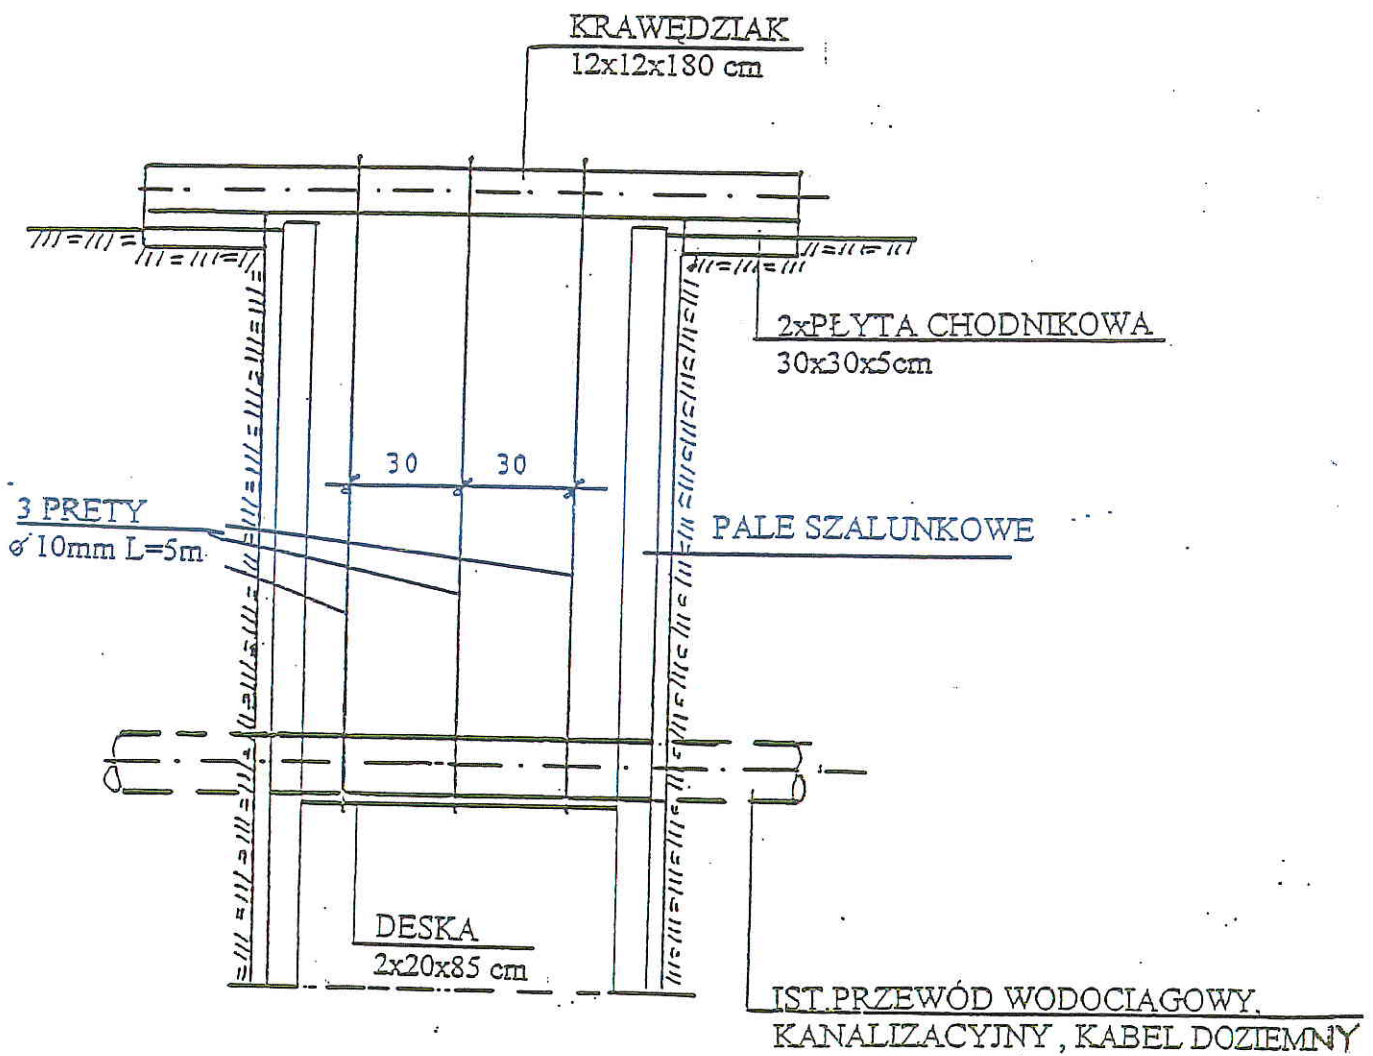 KRAWĘDZIAK
12x12x180 cm
2xPŁYTA CHODNIKOWA
30x30x5cm
30 30
3 PRETY
ø 10mm L=5m
PALE SZALUNKOWE
DESKA
2x20x85 cm
IST.PRZEWÓD WODOCIAGOWY,
KANALIZACYJNY , KABEL DOZIEMNY